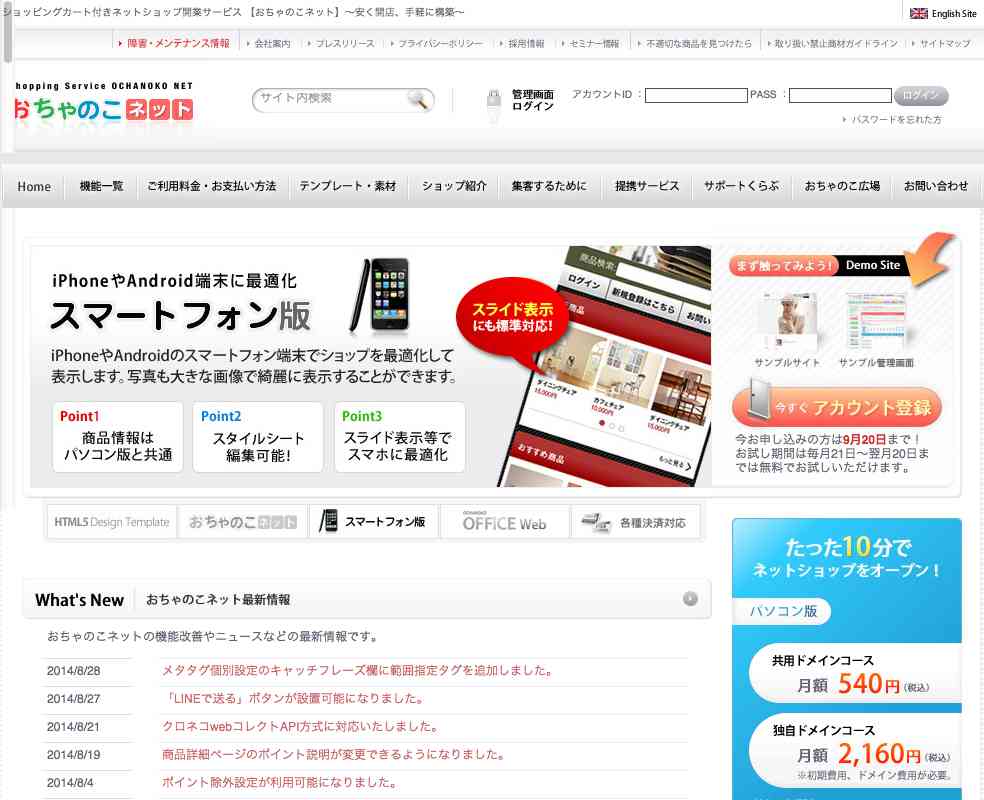 ショッピングカート付きネットショップ開業サービス 【おちゃのこネット】～安く開店、手軽に構築～
English Site
障害・メンテナンス情報
会社案内
プレスリリース
プライバシーポリシー
採用情報
セミナー情報
不適切な商品を見つけたら
取り扱い禁止商材ガイドライン
サイトマップ
hopping Service OCHANOKO NET
おちゃのこネット
サイト内検索
管理画面
ログイン
アカウントID ：
PASS ：
ログイン
パスワードを忘れた方
Home
機能一覧
ご利用料金・お支払い方法
テンプレート・素材
ショップ紹介
集客するために
提携サービス
サポートくらぶ
おちゃのこ広場
お問い合わせ
iPhoneやAndroid端末に最適化
スマートフォン版
iPhoneやAndroidのスマートフォン端末でショップを最適化して
表示します。写真も大きな画像で綺麗に表示することができます。
Point1
商品情報は
パソコン版と共通
Point2
スタイルシート
編集可能!
Point3
スライド表示等で
スマホに最適化
スライド表示
にも標準対応!
商品検索:
ログイン
新規登録はこちら
お問い
商品
ダイニングチェア
15,000円
カフェチェア
10,000円
ダイニングチェア
15,000円
もっと見る
おすすめ商品
まず触ってみよう!
Demo Site
サンプルサイト
サンプル管理画面
今すぐ アカウント登録
今お申し込みの方は9月20日まで！
お試し期間は毎月21日～翌月20日ま
では無料でお試しいただけます。
HTML5 Design Template
おちゃのこネット
スマートフォン版
OCHANOKO
OFFICE Web
各種決済対応
What's New
おちゃのこネット最新情報
おちゃのこネットの機能改善やニュースなどの最新情報です。
2014/8/28
メタタグ個別設定のキャッチフレーズ欄に範囲指定タグを追加しました。
2014/8/27
「LINEで送る」ボタンが設置可能になりました。
2014/8/21
クロネコwebコレクトAPI方式に対応いたしました。
2014/8/19
商品詳細ページのポイント説明が変更できるようになりました。
2014/8/4
ポイント除外設定が利用可能になりました。
たった10分で
ネットショップをオープン！
パソコン版
共用ドメインコース
月額 540円（税込）
独自ドメインコース
月額 2,160円（税込）
※初期費用、ドメイン費用が必要。